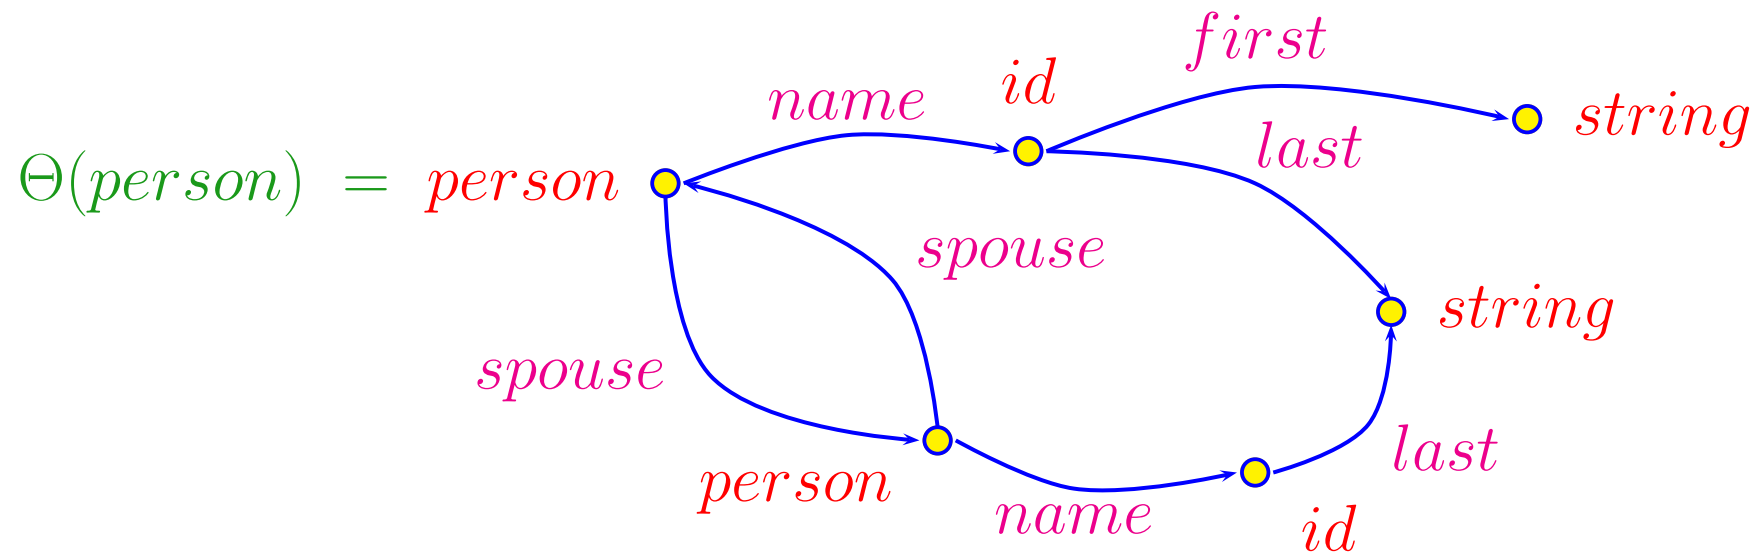 first
id
name
string
last
Θ(person) = person
spouse
string
spouse
last
person
name
id